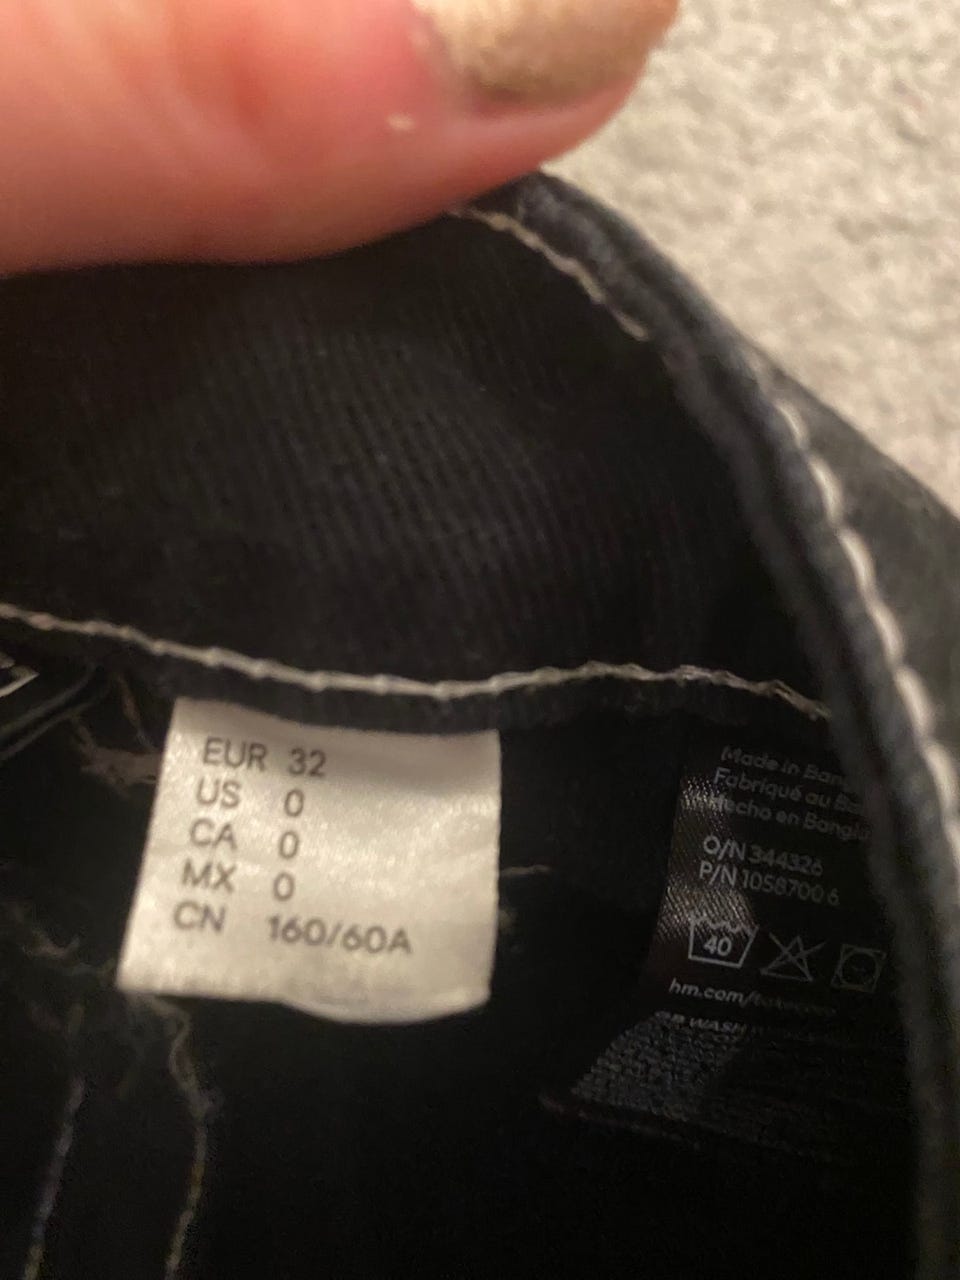 EUR 32
US 0
CA 0
MX 0
CN 160/60A
Made in Ban
Fabriqué au B
Hecho en Bangla
O/N 344326
P/N 1058700 6
40
hm.com/
WASH